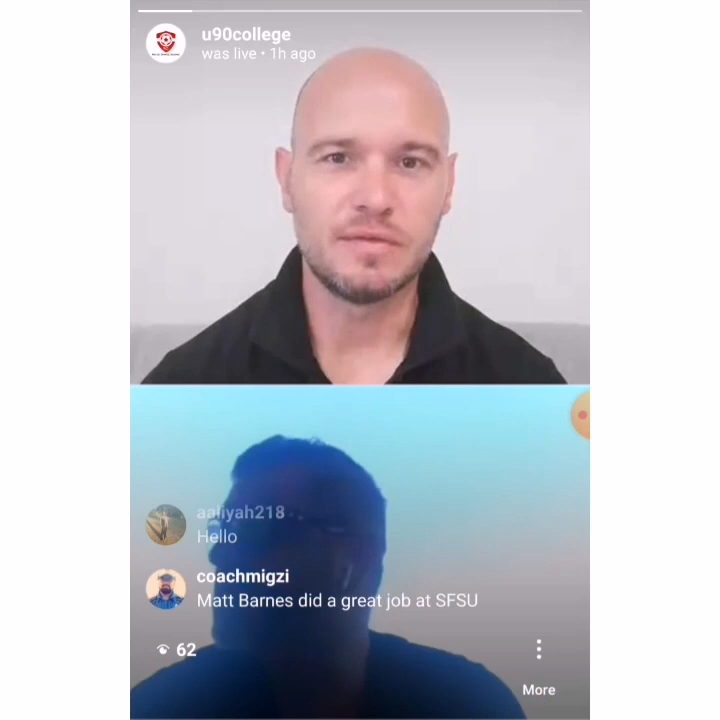 u90college
was live • 1h ago
aaliyah218
Hello
coachmigzi
Matt Barnes did a great job at SFSU
62
More